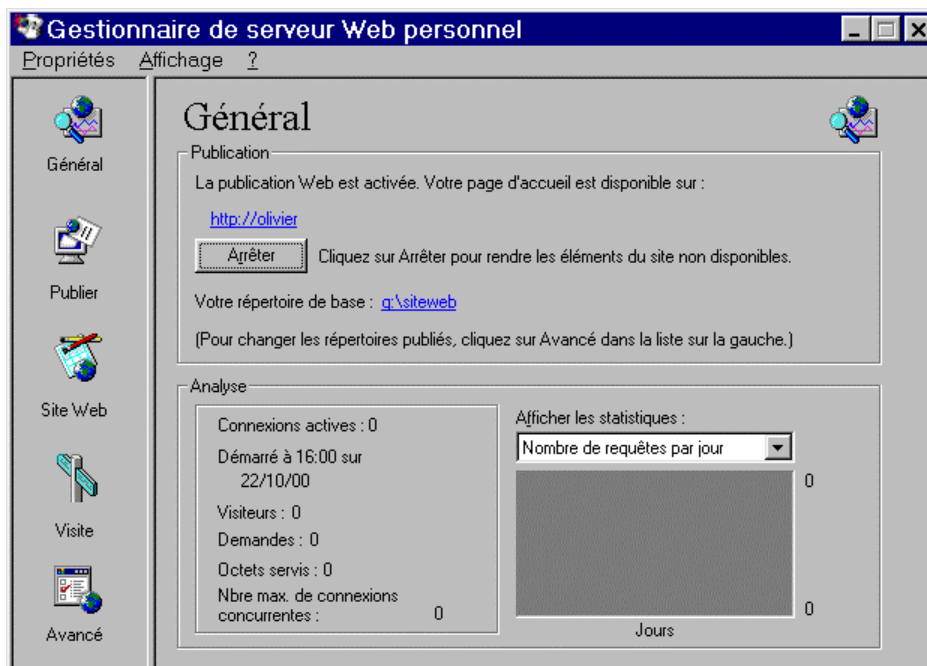 Gestionnaire de serveur Web personnel
Propriétés Affichage ?
Général
Publier
Site Web
Visite
Avancé
Général
Publication
La publication Web est activée. Votre page d'accueil est disponible sur :
http://olivier
Arrêter Cliquez sur Arrêter pour rendre les éléments du site non disponibles.
Votre répertoire de base : g:\siteweb
(Pour changer les répertoires publiés, cliquez sur Avancé dans la liste sur la gauche.)
Analyse
Connexions actives : 0
Démarré à 16:00 sur
22/10/00
Visiteurs : 0
Demandes : 0
Octets servis : 0
Nbre max. de connexions
concurrentes : 0
Afficher les statistiques :
Nombre de requêtes par jour
0
0
Jours